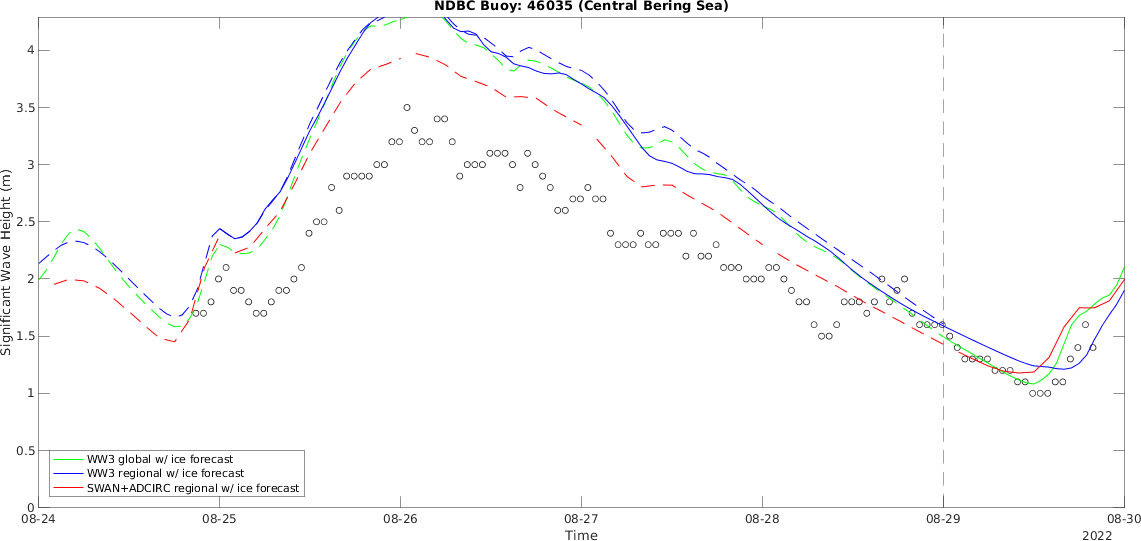 NDBC Buoy: 46035 (Central Bering Sea)
4
3.5
3
2.5
2
1.5
1
0.5
0
Significant Wave Height (m)
WW3 global w/ ice forecast
WW3 regional w/ ice forecast
SWAN+ADCIRC regional w/ ice forecast
08-24
08-25
08-26
08-27
08-28
08-29
08-30
Time
2022